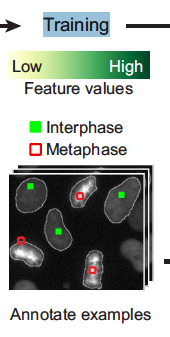 Training
Low High
Feature values
Interphase
Metaphase
Annotate examples